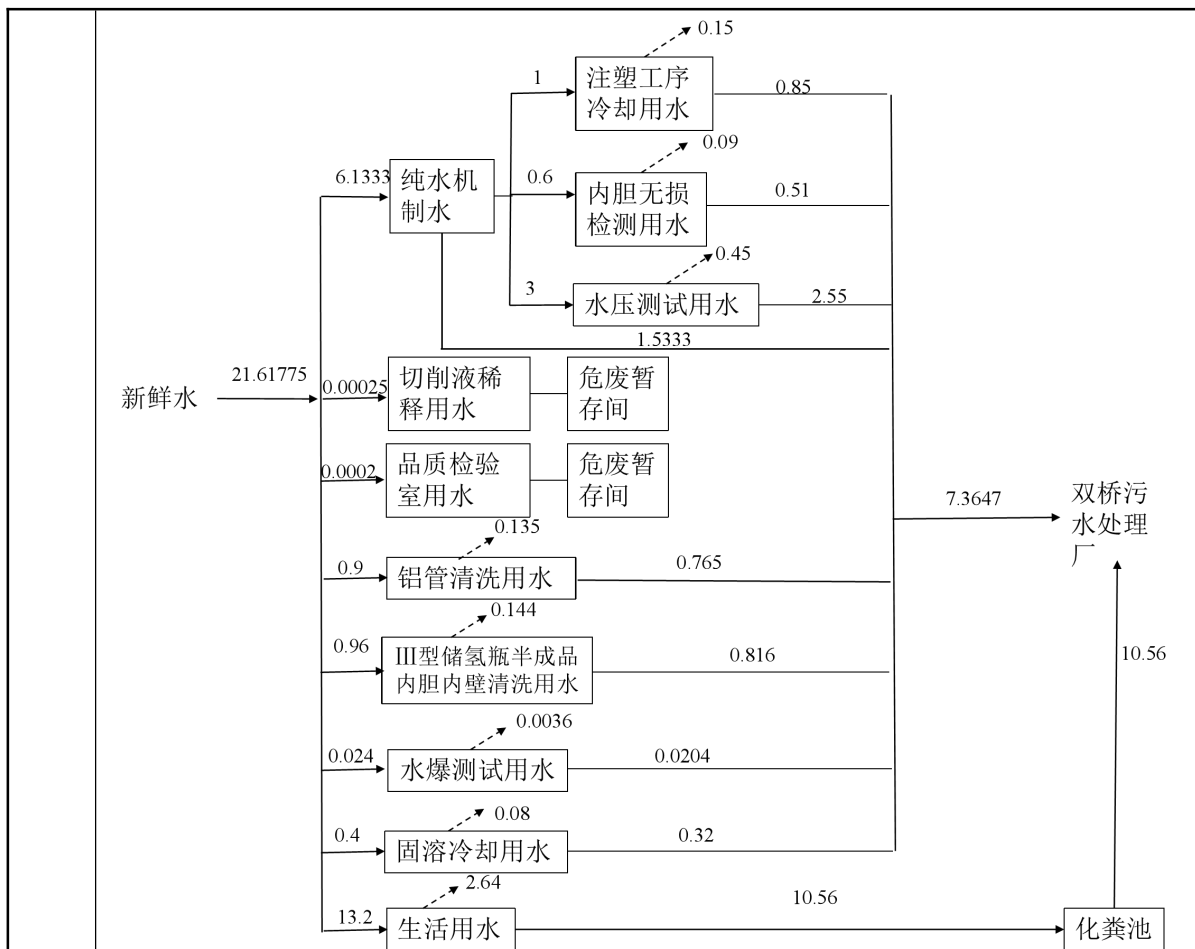 0.15
1
注塑工序
冷却用水
0.85
0.09
6.1333
纯水机
制水
0.6
内胆无损
检测用水
0.51
0.45
3
水压测试用水
2.55
1.5333
新鲜水
21.61775
0.00025
切削液稀
释用水
危废暂
存间
0.0002
品质检验
室用水
危废暂
存间
7.3647
双桥污
水处理
厂
0.135
0.9
铝管清洗用水
0.765
0.144
0.96
III型储氢瓶半成品
内胆内壁清洗用水
0.816
10.56
0.0036
0.024
水爆测试用水
0.0204
0.08
0.4
固溶冷却用水
0.32
2.64
13.2
生活用水
10.56
化粪池